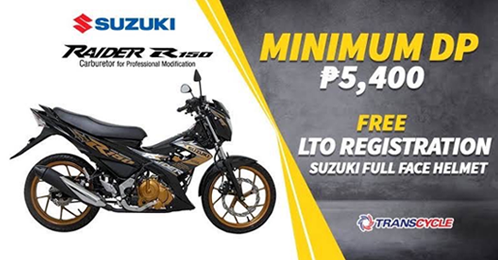 SUZUKI
RAIDER R150
Carburetor for Professional Modification
R150
MINIMUM DP
₱5,400
FREE
LTO REGISTRATION
SUZUKI FULL FACE HELMET
TRANSCYCLE